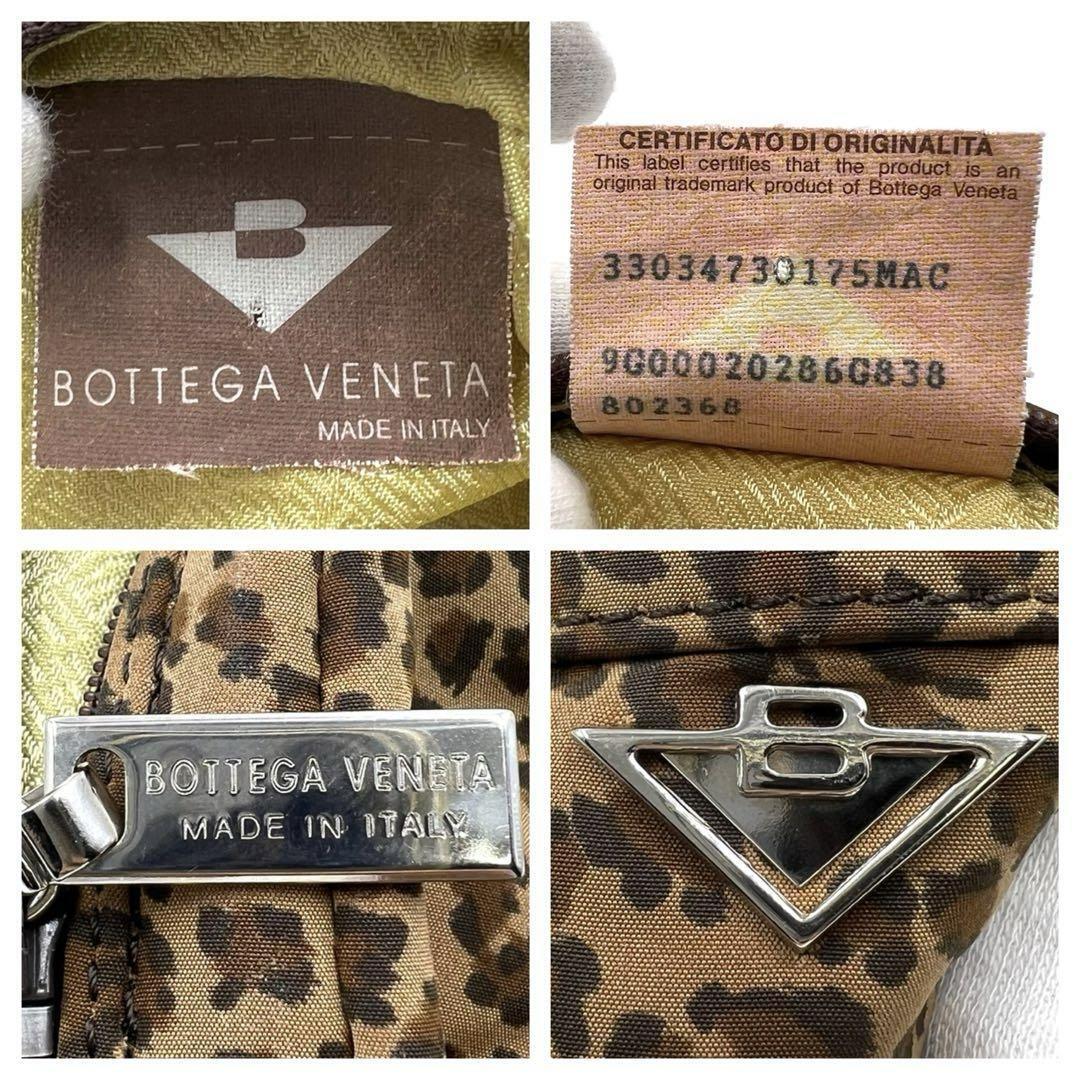 B
BOTTEGA VENETA
MADE IN ITALY
CERTIFICATO DI ORIGINALITA
This label certifies that the product is an
original trademark product of Bottega Veneta
33034730175MAC
9G00020286G838
802368
BOTTEGA VENETA
MADE IN ITALY
B